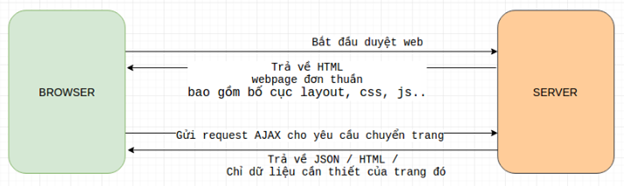 Bắt đầu duyệt web
Trả về HTML
webpage đơn thuần
bao gồm bố cục layout, css, js..
BROWSER
SERVER
Gửi request AJAX cho yêu cầu chuyển trang
Trả về JSON / HTML /
Chỉ dữ liệu cần thiết của trang đó